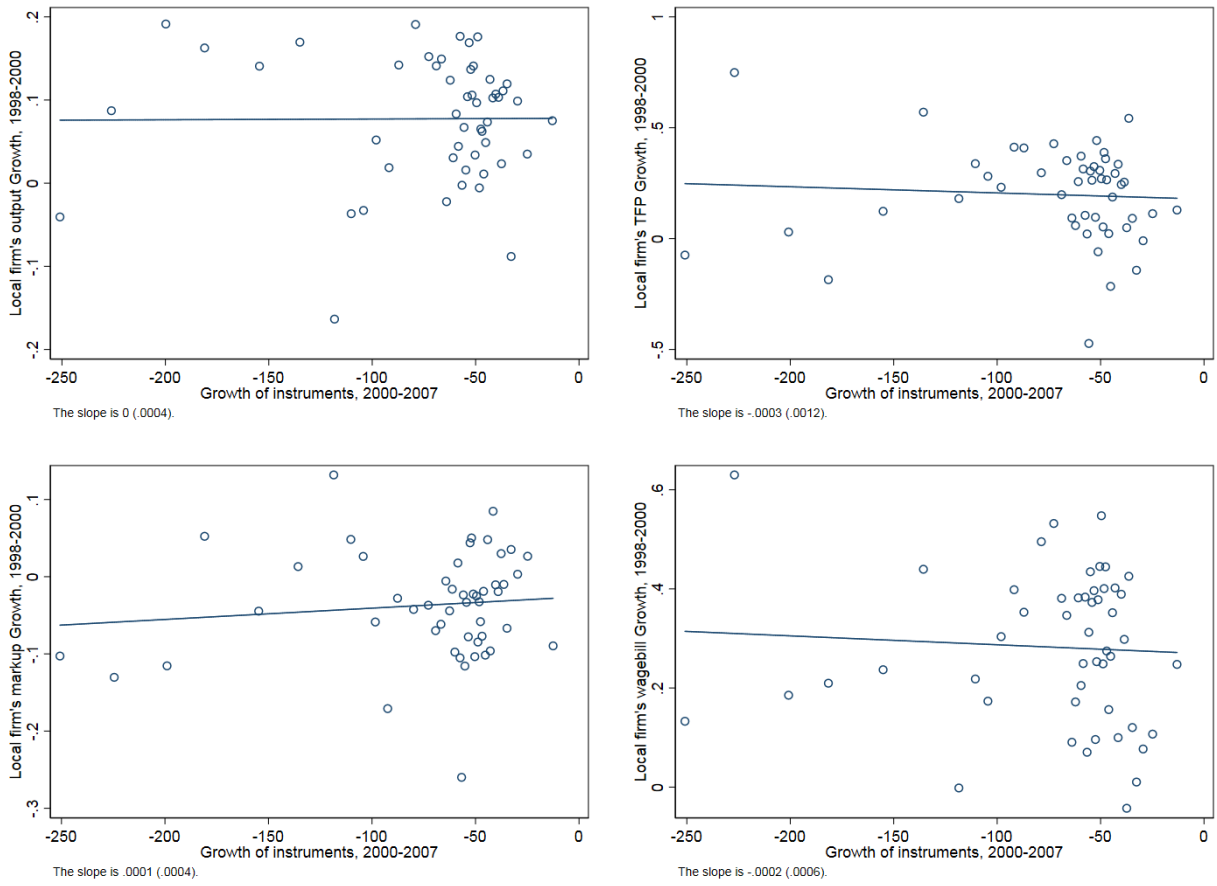 Local firm's output Growth, 1998-2000
.2
.1
0
-.1
-.2
-250 -200 -150 -100 -50 0
Growth of instruments, 2000-2007
The slope is 0 (.0004).
Local firm's TFP Growth, 1998-2000
1
.5
0
-.5
-250 -200 -150 -100 -50 0
Growth of instruments, 2000-2007
The slope is -.0003 (.0012).
Local firm's markup Growth, 1998-2000
.1
0
-.1
-.2
-.3
-250 -200 -150 -100 -50 0
Growth of instruments, 2000-2007
The slope is .0001 (.0004).
Local firm's wagebill Growth, 1998-2000
.6
.4
.2
0
-250 -200 -150 -100 -50 0
Growth of instruments, 2000-2007
The slope is -.0002 (.0006).